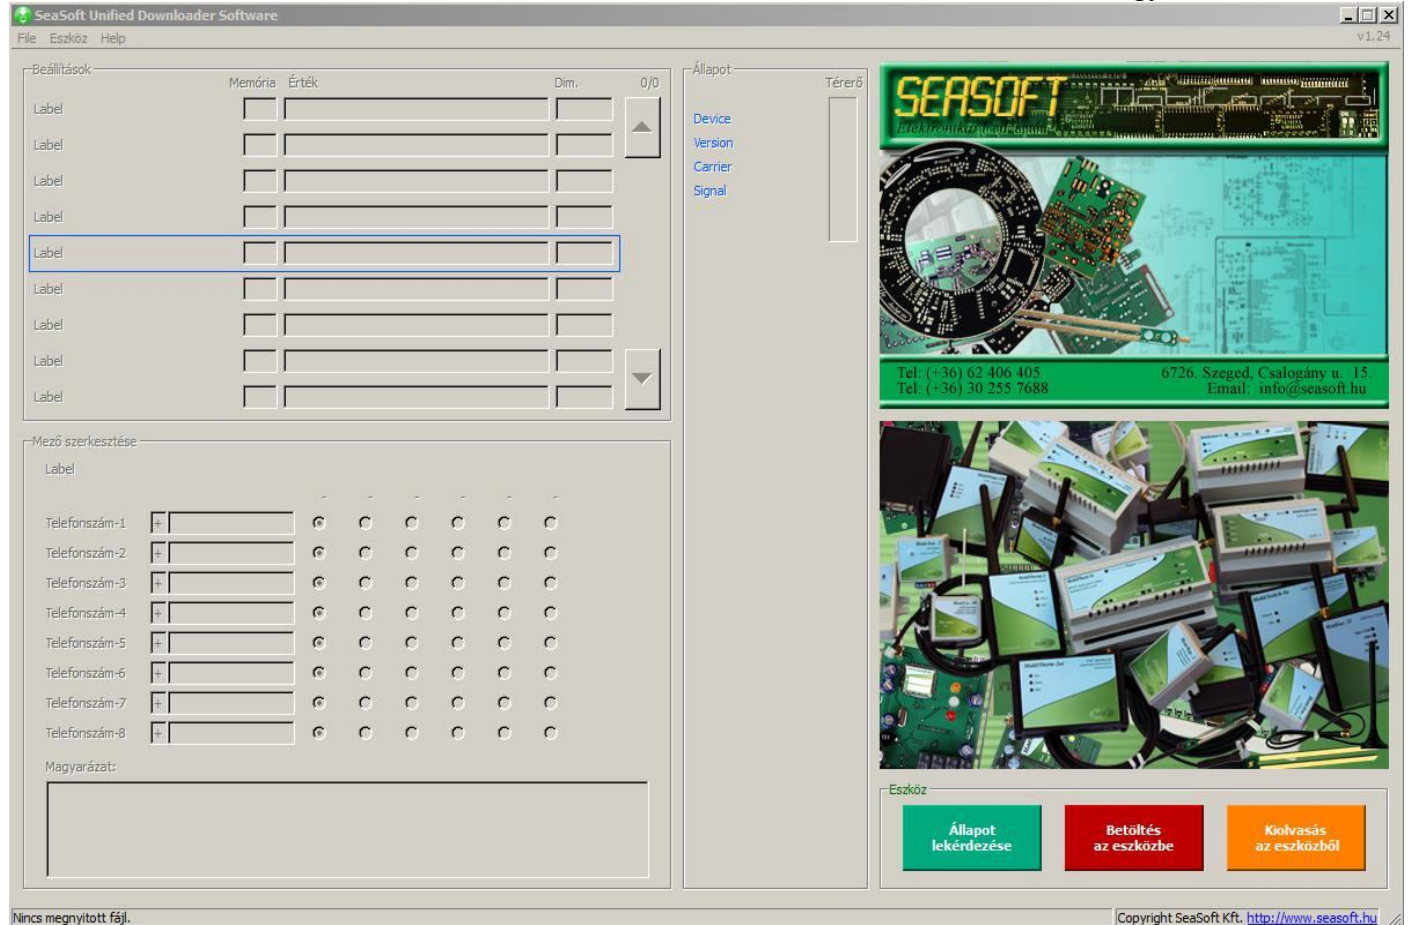 SeaSoft Unified Downloader Software
File Eszköz Help
v1.24
Beállítások
Memória Érték Dim. 0/0
Label
Label
Label
Label
Label
Label
Label
Label
Label
Állapot
Térerő
Device
Version
Carrier
Signal
SEASOFT
Tel: (+36) 62 406 405
Tel: (+36) 30 255 7688
6726. Szeged, Csalogány u. 15.
Email: info@seasoft.hu
Mező szerkesztése
Label
- - - - - -
Telefonszám-1 +
Telefonszám-2 +
Telefonszám-3 +
Telefonszám-4 +
Telefonszám-5 +
Telefonszám-6 +
Telefonszám-7 +
Telefonszám-8 +
Magyarázat:
Eszköz
Állapot
lekérdezése
Betöltés
az eszközbe
Kiolvasás
az eszközből
Nincs megnyitott fájl.
Copyright SeaSoft Kft. http://www.seasoft.hu